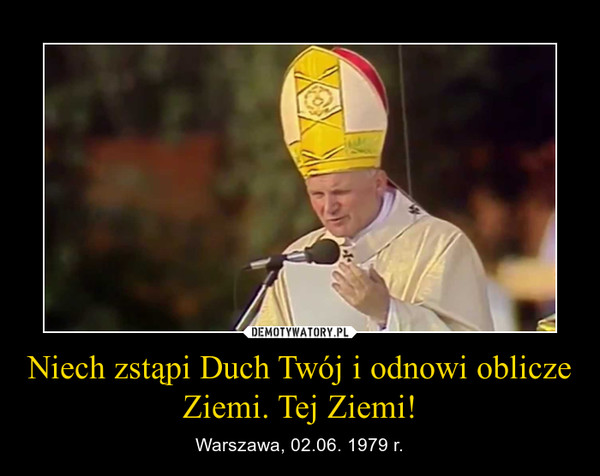 DEMOTYWATORY.PL
Niech zstąpi Duch Twój i odnowi oblicze
Ziemi. Tej Ziemi!
Warszawa, 02.06. 1979 r.